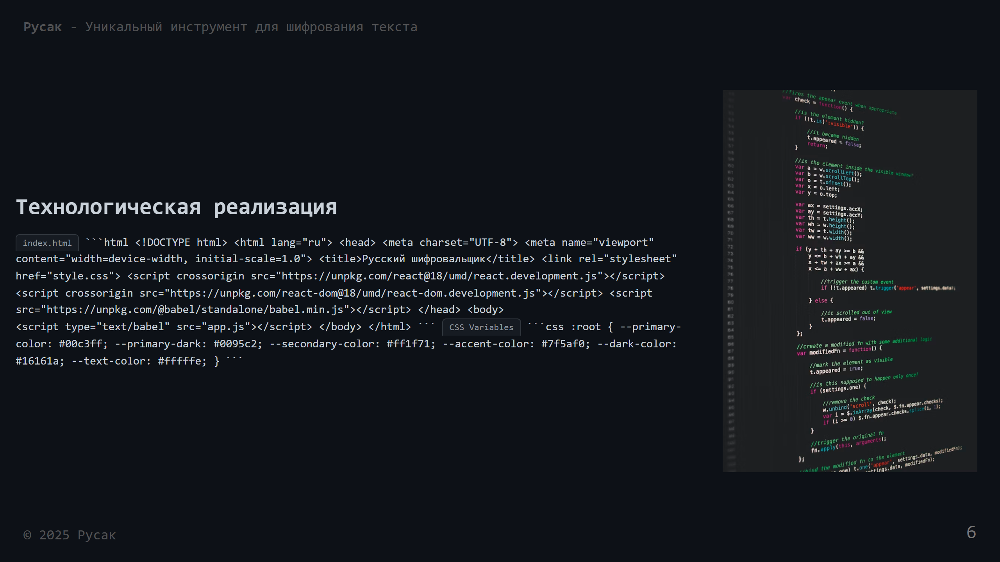 Русак - Уникальный инструмент для шифрования текста
Технологическая реализация
index.html ```html <!DOCTYPE html> <html lang="ru"> <head> <meta charset="UTF-8"> <meta name="viewport"
content="width=device-width, initial-scale=1.0"> <title>Русский шифровальщик</title> <link rel="stylesheet"
href="style.css"> <script crossorigin src="https://unpkg.com/react@18/umd/react.development.js"></script>
<script crossorigin src="https://unpkg.com/react-dom@18/umd/react-dom.development.js"></script> <script
src="https://unpkg.com/@babel/standalone/babel.min.js"></script> </head> <body>
<script type="text/babel" src="app.js"></script> </body> </html> ``` CSS Variables ```css :root { --primary-
color: #00c3ff; --primary-dark: #0095c2; --secondary-color: #ff1f71; --accent-color: #7f5af0; --dark-color:
#16161a; --text-color: #fffffe; } ```
//fires the appear event when appropriate
var check = function() {
//is the element hidden?
if (!t.is(':visible')) {
//it became hidden
t.appeared = false;
return;
}
//is the element inside the visible window?
var a = w.scrollLeft();
var b = w.scrollTop();
var o = t.offset();
var x = o.left;
var y = o.top;
var ax = settings.accX;
var ay = settings.accY;
var th = t.height();
var wh = w.height();
var tw = t.width();
var ww = w.width();
if (y + th + ay >= b &&
y <= b + wh + ay &&
x + tw + ax >= a &&
x <= a + ww + ax) {
//trigger the custom event
if (!t.appeared) t.trigger('appear', settings.data);
} else {
//it scrolled out of view
t.appeared = false;
}
};
//create a modified fn with some additional logic
var modifiedFn = function() {
//mark the element as visible
t.appeared = true;
//is this supposed to happen only once?
if (settings.one) {
//remove the check
w.unbind('scroll', check);
var i = $.inArray(check, $.fn.appear.checks);
if (i >= 0) $.fn.appear.checks.splice(i, 1);
}
//trigger the original fn
fn.apply(this, arguments);
};
//bind the modified fn to the element
one) t.one('appear', settings.data, modifiedFn);
settings.data, modifiedFn);
© 2025 Русак
6